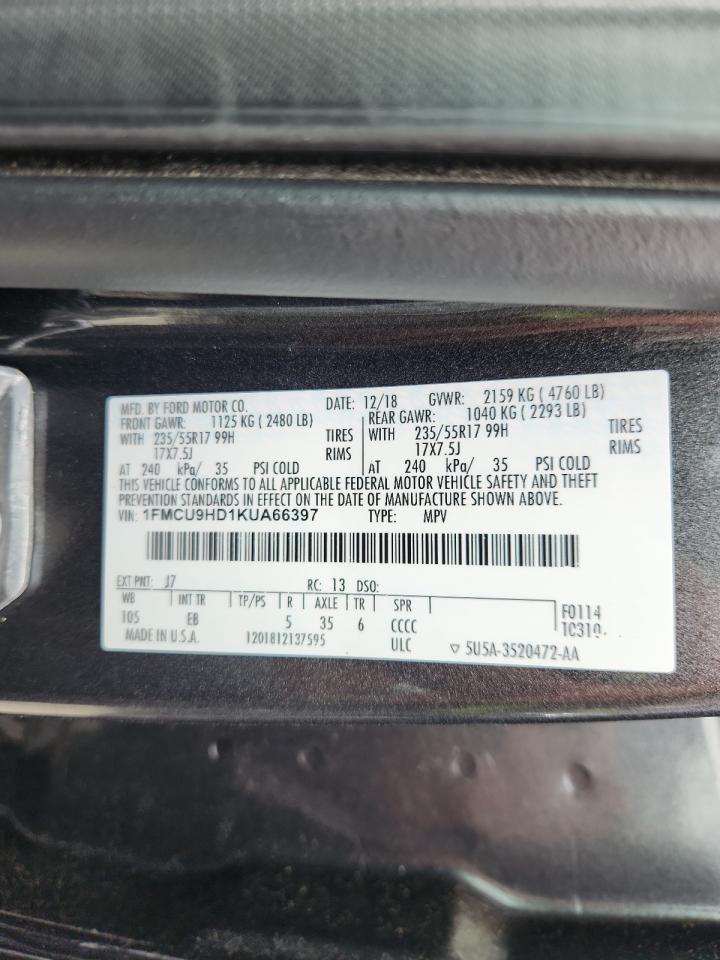 MFD. BY FORD MOTOR CO. DATE: 12/18 GVWR: 2159 KG ( 4760 LB)
FRONT GAWR: 1125 KG ( 2480 LB) REAR GAWR: 1040 KG ( 2293 LB)
WITH 235/55R17 99H TIRES WITH 235/55R17 99H TIRES
17X7.5J RIMS 17X7.5J RIMS
AT 240 kPa/ 35 PSI COLD AT 240 kPa/ 35 PSI COLD
THIS VEHICLE CONFORMS TO ALL APPLICABLE FEDERAL MOTOR VEHICLE SAFETY AND THEFT
PREVENTION STANDARDS IN EFFECT ON THE DATE OF MANUFACTURE SHOWN ABOVE.
VIN: 1FMCU9HD1KUA66397 TYPE: MPV
EXT PNT: J7 RC: 13 DSO:
WB INT TR TP/PS R AXLE TR SPR F0114
105 EB 5 35 6 CCCC TC310.
MADE IN U.S.A. 1201812137595 ULC ▽ 5U5A-3520472-AA